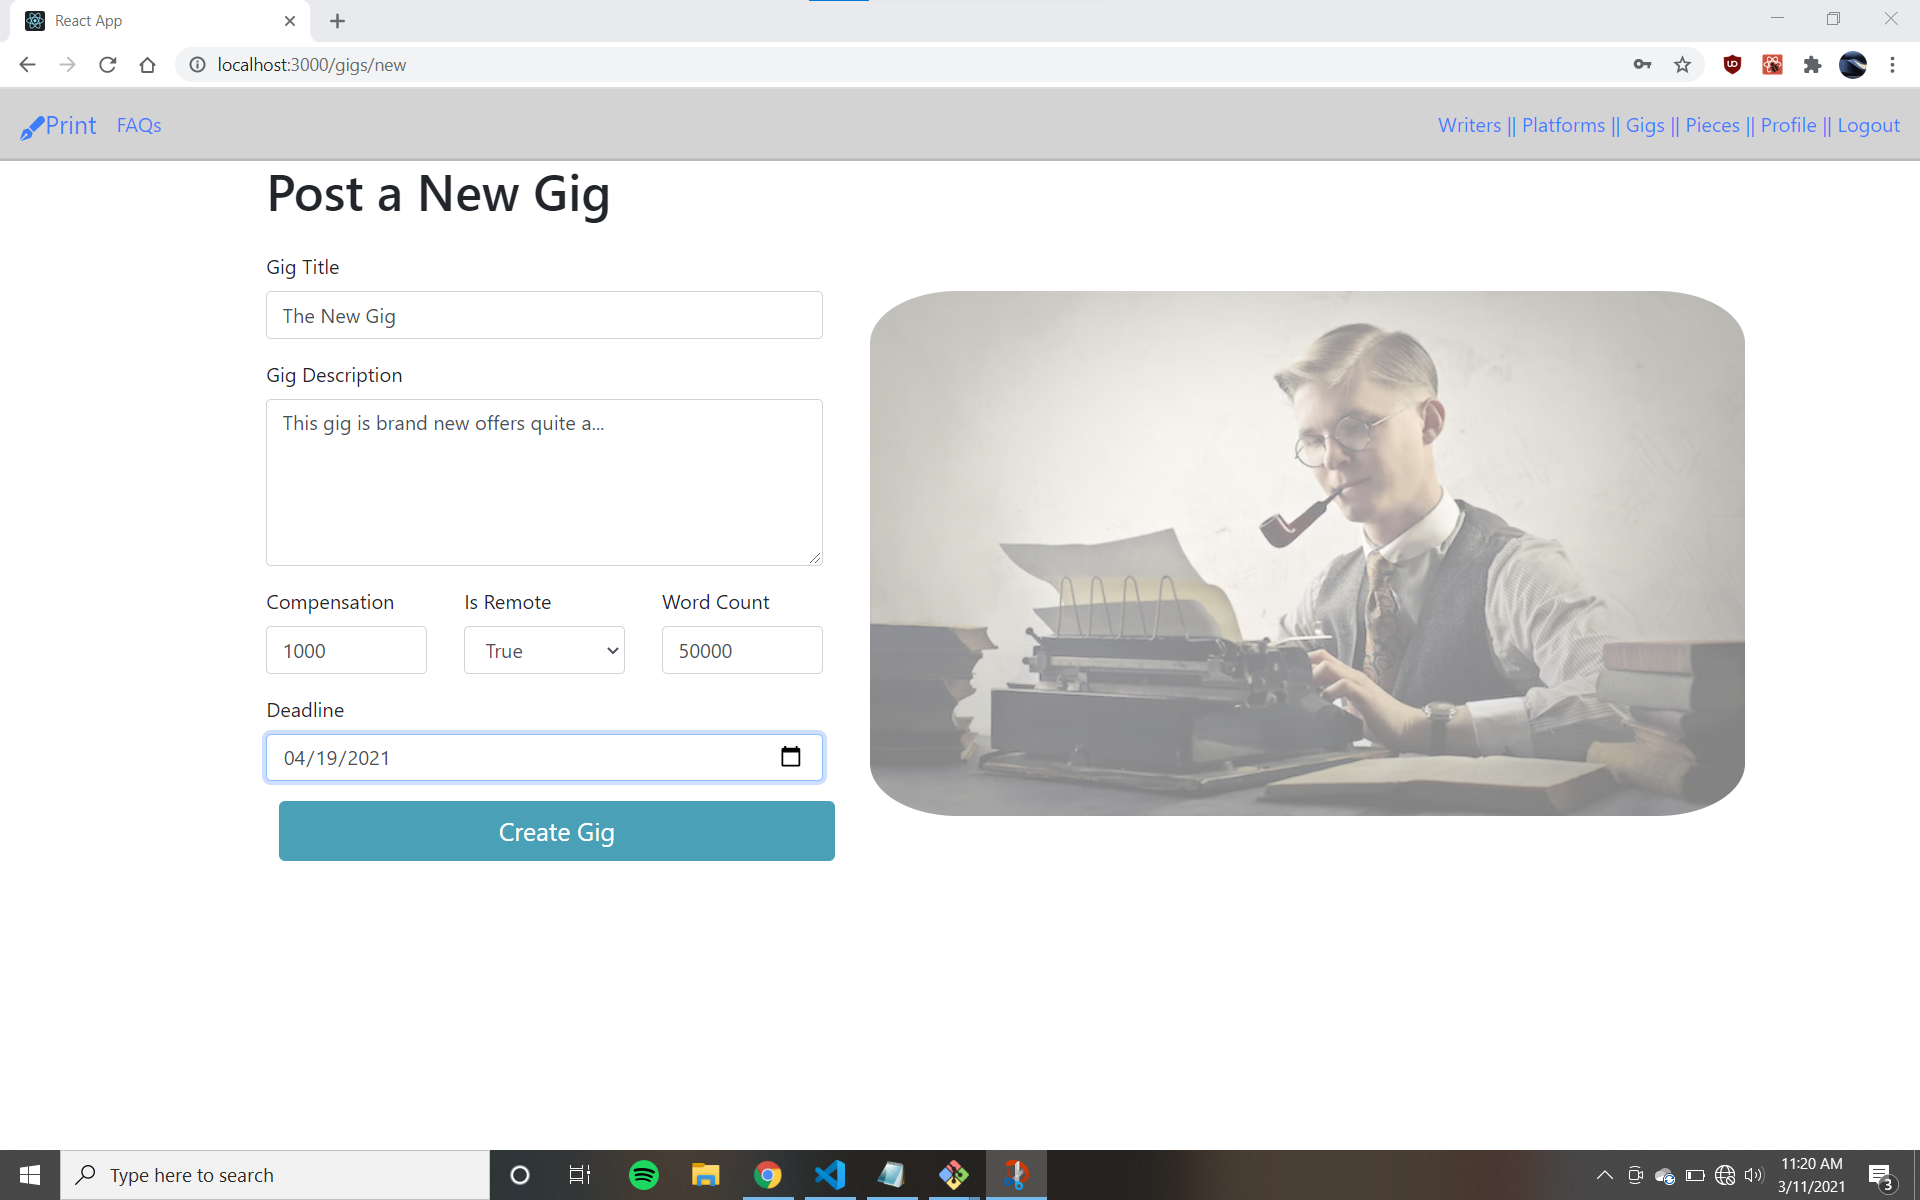 React App
localhost:3000/gigs/new
Print FAQs Writers || Platforms || Gigs || Pieces || Profile || Logout
Post a New Gig
Gig Title
The New Gig
Gig Description
This gig is brand new offers quite a...
Compensation Is Remote Word Count
1000 True 50000
Deadline
04/19/2021
Create Gig
Type here to search
11:20 AM
3/11/2021
3